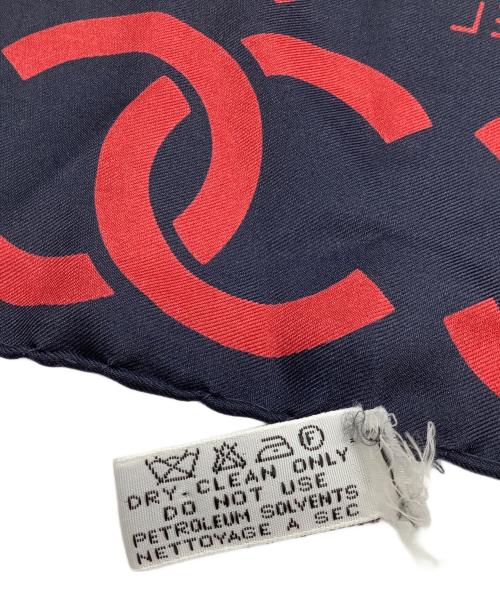 F
DRY-CLEAN ONLY
DO NOT USE
PETROLEUM SOLVENTS
NETTOYAGE A SEC